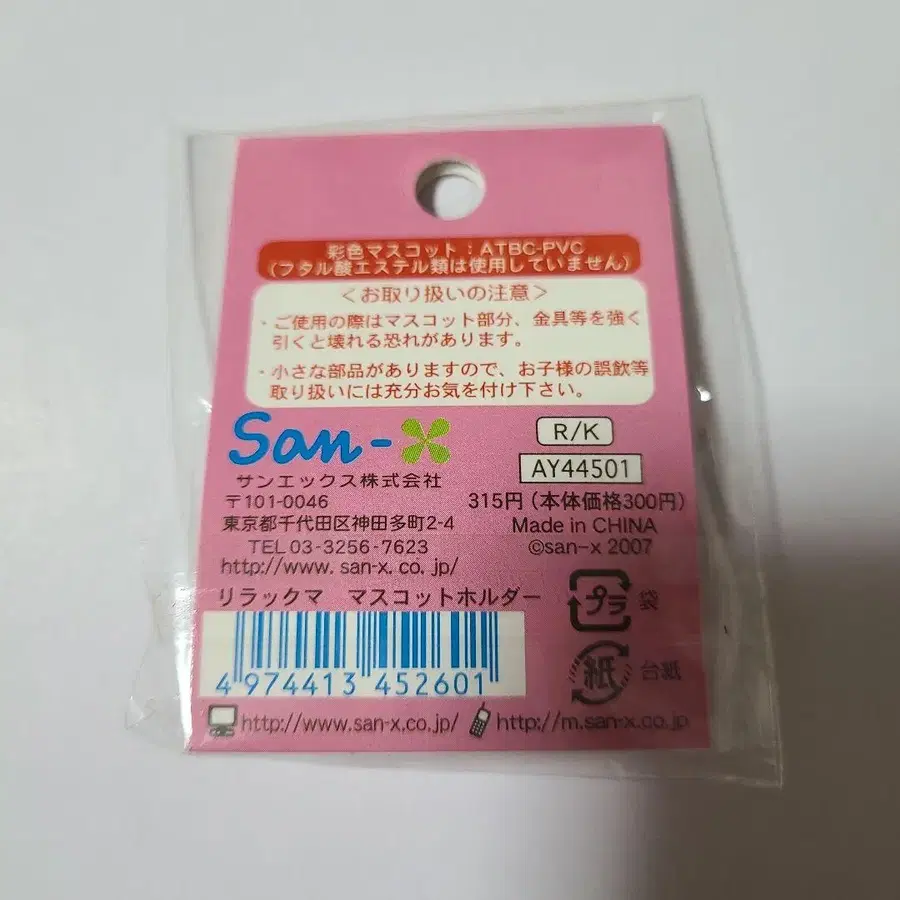 彩色マスコット：ATBC-PVC
（フタル酸エステル類は使用していません）
＜お取り扱いの注意＞
・ご使用の際はマスコット部分、金具等を強く
引くと壊れる恐れがあります。
・小さな部品がありますので、お子様の誤飲等
取り扱いには充分お気を付け下さい。
San-X
サンエックス株式会社
〒101-0046
東京都千代田区神田多町2-4
TEL 03-3256-7623
http://www.san-x.co.jp/
R/K
AY44501
315円（本体価格300円）
Made in CHINA
©san-x 2007
リラックマ　マスコットホルダー
プラ 袋
紙 台紙
4 974413 452601
http://www.san-x.co.jp/ http://m.san-x.co.jp